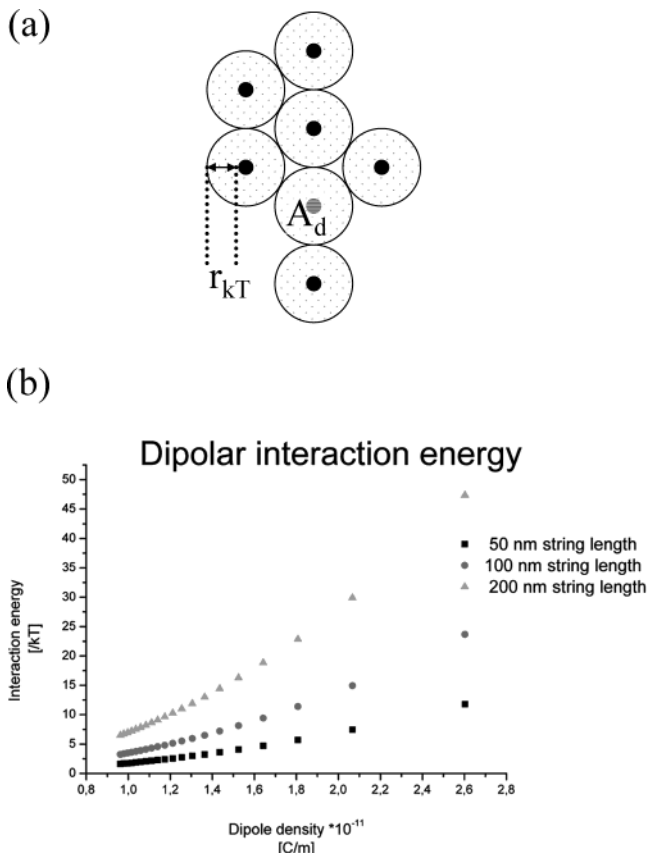 (a)
A_d
r_kT
(b)
Dipolar interaction energy
50
45
40
35
30
25
20
15
10
5
0
Interaction energy
[/kT]
50 nm string length
100 nm string length
200 nm string length
0,8 1,0 1,2 1,4 1,6 1,8 2,0 2,2 2,4 2,6 2,8
Dipole density *10^-11
[C/m]